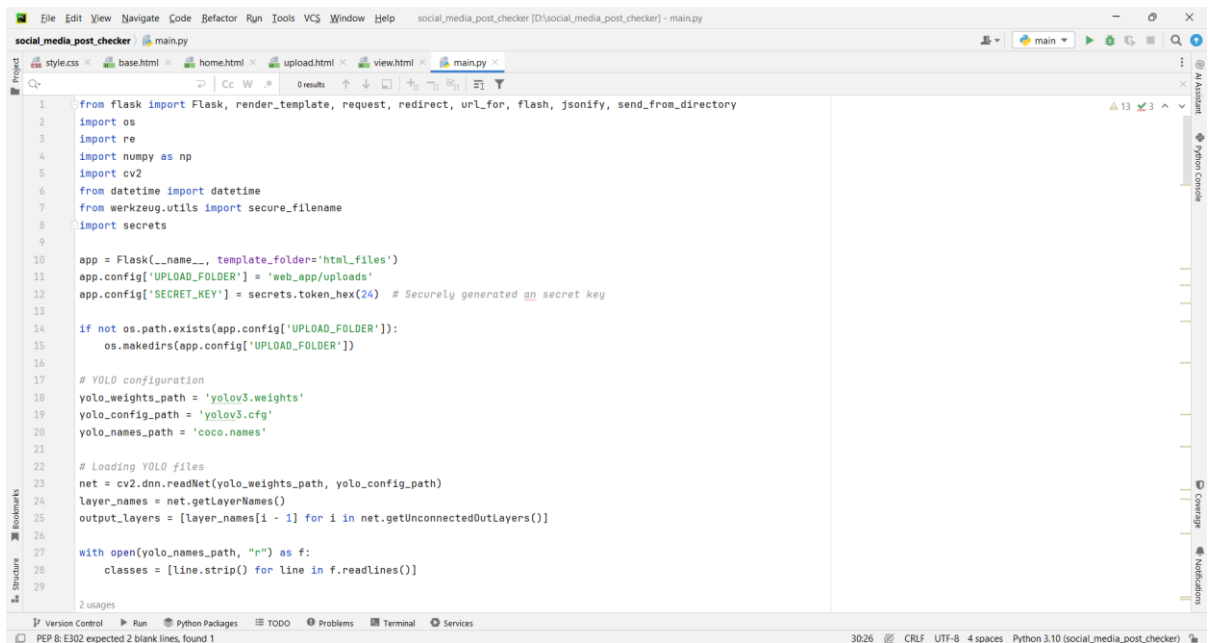 File Edit View Navigate Code Refactor Run Tools VCS Window Help social_media_post_checker [D:\social_media_post_checker] - main.py
social_media_post_checker main.py main
style.css base.html home.html upload.html view.html main.py
Cc W .* 0 results
1 from flask import Flask, render_template, request, redirect, url_for, flash, jsonify, send_from_directory
2 import os
3 import re
4 import numpy as np
5 import cv2
6 from datetime import datetime
7 from werkzeug.utils import secure_filename
8 import secrets
9
10 app = Flask(__name__, template_folder='html_files')
11 app.config['UPLOAD_FOLDER'] = 'web_app/uploads'
12 app.config['SECRET_KEY'] = secrets.token_hex(24) # Securely generated an secret key
13
14 if not os.path.exists(app.config['UPLOAD_FOLDER']):
15 os.makedirs(app.config['UPLOAD_FOLDER'])
16
17 # YOLO configuration
18 yolo_weights_path = 'yolov3.weights'
19 yolo_config_path = 'yolov3.cfg'
20 yolo_names_path = 'coco.names'
21
22 # Loading YOLO files
23 net = cv2.dnn.readNet(yolo_weights_path, yolo_config_path)
24 layer_names = net.getLayerNames()
25 output_layers = [layer_names[i - 1] for i in net.getUnconnectedOutLayers()]
26
27 with open(yolo_names_path, "r") as f:
28 classes = [line.strip() for line in f.readlines()]
29
2 usages
13 3
Project
Bookmarks
Structure
AI Assistant
Python Console
Coverage
Notifications
Version Control Run Python Packages TODO Problems Terminal Services
PEP 8: E302 expected 2 blank lines, found 1 30:26 CRLF UTF-8 4 spaces Python 3.10 (social_media_post_checker)